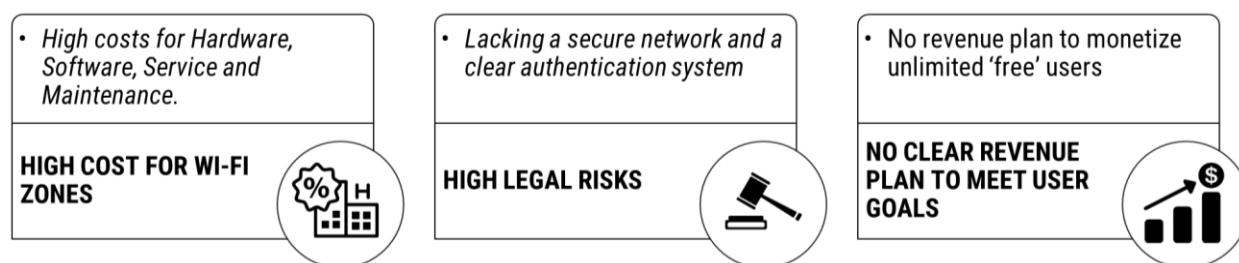 • High costs for Hardware,
Software, Service and
Maintenance.
HIGH COST FOR WI-FI
ZONES
%
H
• Lacking a secure network and a
clear authentication system
HIGH LEGAL RISKS
• No revenue plan to monetize
unlimited ‘free’ users
NO CLEAR REVENUE
PLAN TO MEET USER
GOALS
$